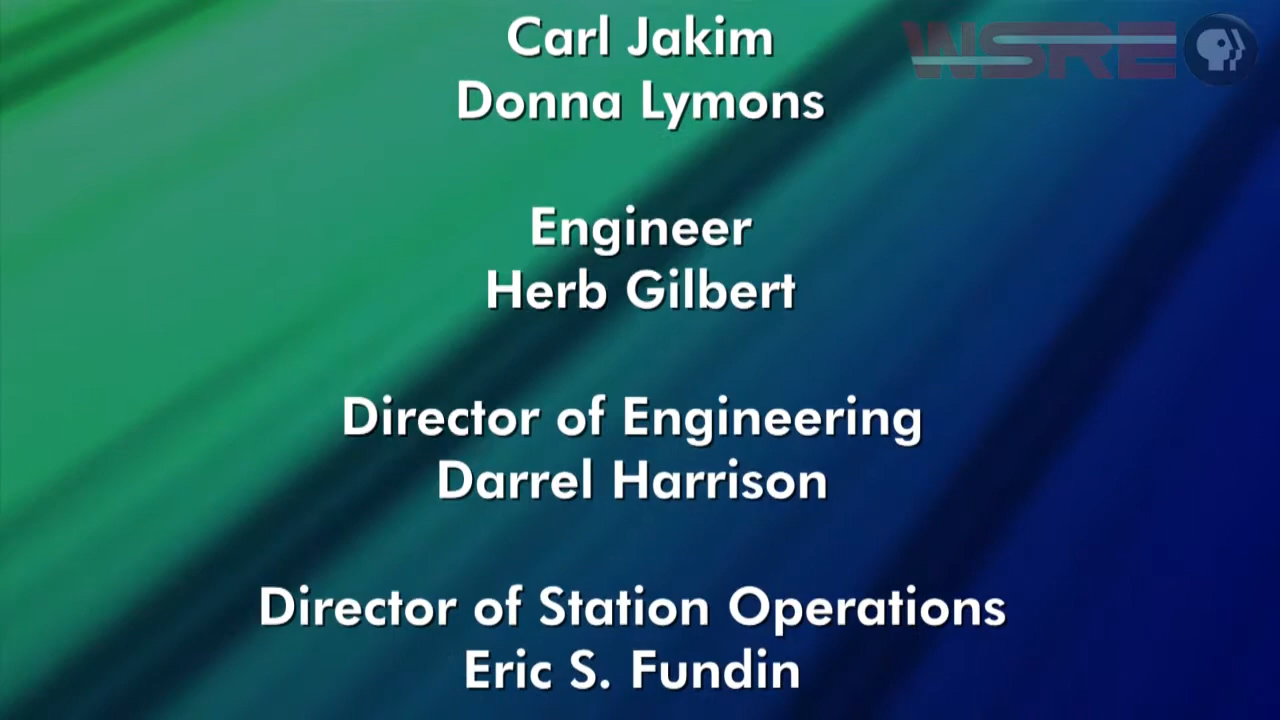 Carl Jakim
WSRE
Donna Lymons
Engineer
Herb Gilbert
Director of Engineering
Darrel Harrison
Director of Station Operations
Eric S. Fundin